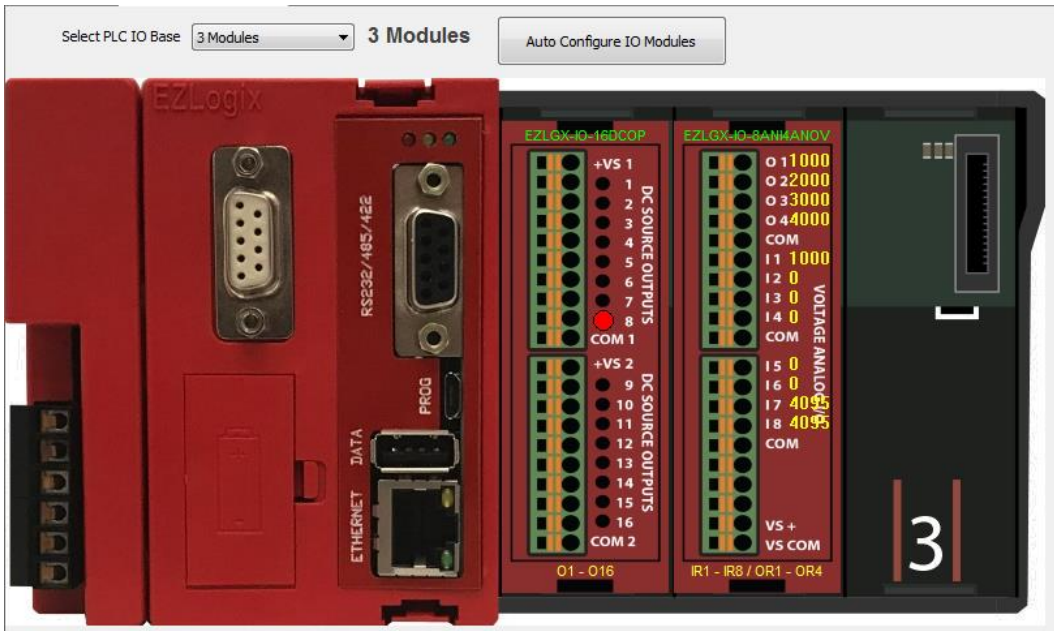 Select PLC IO Base 3 Modules 3 Modules Auto Configure IO Modules
EZLogix
RS232/485/422
PROG
DATA
ETHERNET
EZLGX-IO-16DCOP
+VS 1
1
2
3
4
5
6
7
8
COM 1
DC SOURCE OUTPUTS
+VS 2
9
10
11
12
13
14
15
16
COM 2
DC SOURCE OUTPUTS
O1 - O16
EZLGX-IO-8ANI4ANOV
O 1 1000
O 2 2000
O 3 3000
O 4 4000
COM
I 1 1000
I 2 0
I 3 0
I 4 0
COM
I 5 0
I 6 0
I 7 4095
I 8 4095
COM
VOLTAGE ANALOG I/O
VS +
VS COM
IR1 - IR8 / OR1 - OR4
3